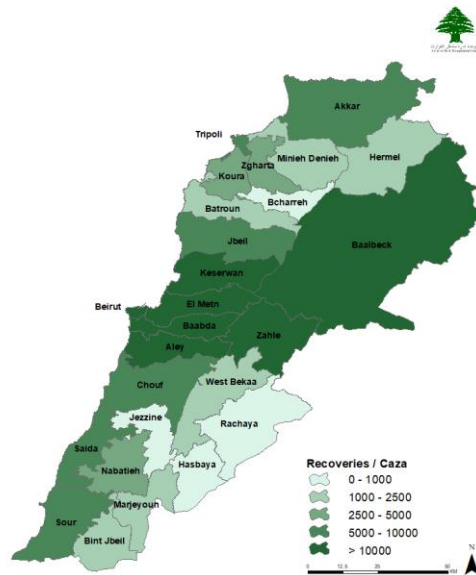 Akkar
Tripoli
Zgharta
Minieh Denieh
Hermel
Koura
Bcharreh
Batroun
Jbeil
Baalbeck
Keserwan
El Metn
Beirut
Baabda
Zahle
Aley
West Bekaa
Chouf
Jezzine
Rachaya
Saida
Hasbaya
Nabatieh
Marjeyoun
Sour
Bint Jbeil
Recoveries / Caza
0 - 1000
1000 - 2500
2500 - 5000
5000 - 10000
> 10000
N
KM